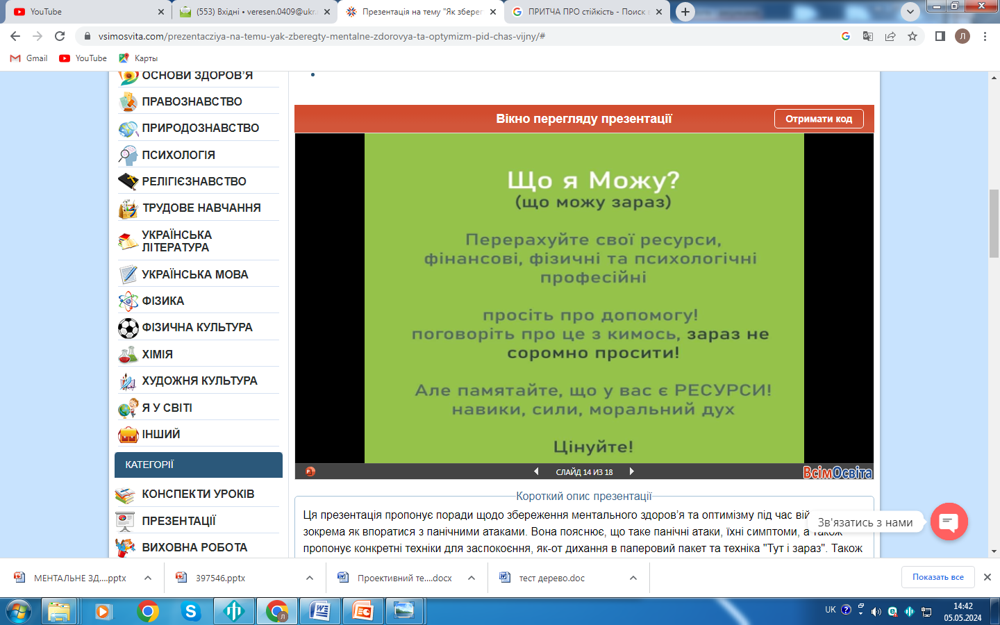 YouTube
(553) Вхідні • veresen.0409@ukr.
Презентація на тему "Як зберег
ПРИТЧА ПРО стійкість - Поиск в
vsimosvita.com/prezentacziya-na-temu-yak-zberegty-mentalne-zdorovya-ta-optymizm-pid-chas-vijny/#
Л
Gmail
YouTube
Карты
ОСНОВИ ЗДОРОВ'Я
ПРАВОЗНАВСТВО
ПРИРОДОЗНАВСТВО
ПСИХОЛОГІЯ
РЕЛІГІЄЗНАВСТВО
ТРУДОВЕ НАВЧАННЯ
УКРАЇНСЬКА
ЛІТЕРАТУРА
УКРАЇНСЬКА МОВА
ФІЗИКА
ФІЗИЧНА КУЛЬТУРА
ХІМІЯ
ХУДОЖНЯ КУЛЬТУРА
Я У СВІТІ
ІНШИЙ
КАТЕГОРІЇ
КОНСПЕКТИ УРОКІВ
ПРЕЗЕНТАЦІЇ
ВИХОВНА РОБОТА
Вікно перегляду презентації
Отримати код
Що я Можу?
(що можу зараз)
Перерахуйте свої ресурси,
фінансові, фізичні та психологічні
професійні
просіть про допомогу!
поговоріть про це з кимось, зараз не
соромно просити!
Але памятайте, що у вас є РЕСУРСИ!
навики, сили, моральний дух
Цінуйте!
СЛАЙД 14 ИЗ 18
ВсімОсвіта
Короткий опис презентації
Ця презентація пропонує поради щодо збереження ментального здоров'я та оптимізму під час вій
зокрема як впоратися з панічними атаками. Вона пояснює, що таке панічні атаки, їхні симптоми, а також
пропонує конкретні техніки для заспокоєння, як-от дихання в паперовий пакет та техніка "Тут і зараз". Також
Зв'язатись з нами
МЕНТАЛЬНЕ ЗД....pptx
397546.pptx
Проективний те....docx
тест дерево.doc
Показать все
Л
UK
14:42
05.05.2024